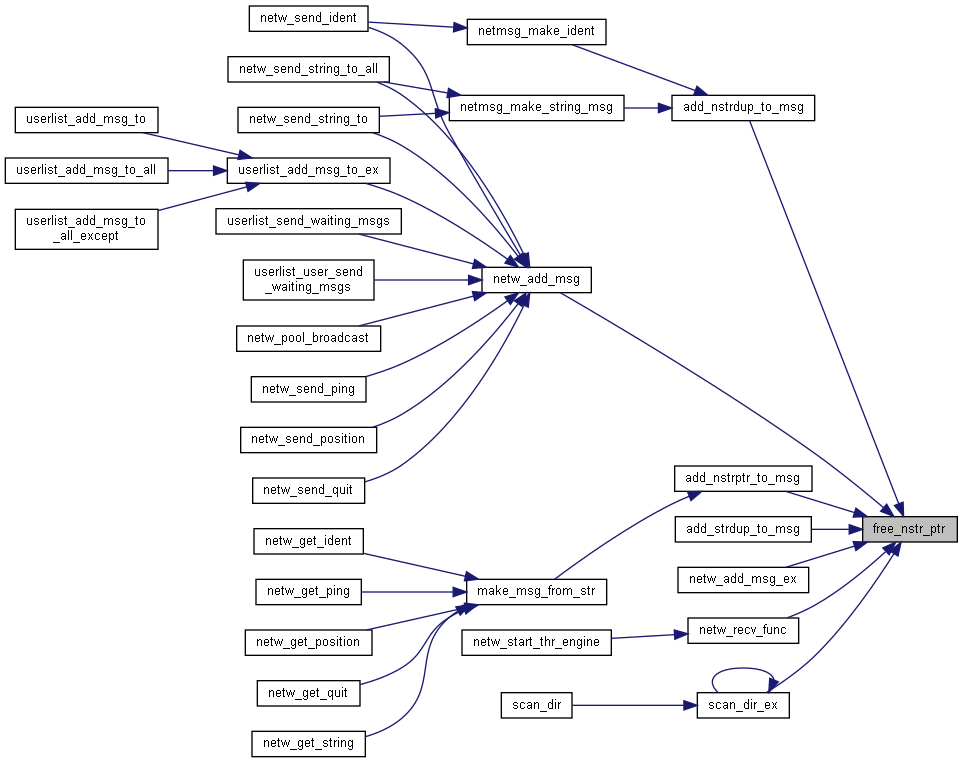 netw_send_ident
netmsg_make_ident
netw_send_string_to_all
netmsg_make_string_msg
add_nstrdup_to_msg
userlist_add_msg_to
netw_send_string_to
userlist_add_msg_to_all
userlist_add_msg_to_ex
userlist_add_msg_to
_all_except
userlist_send_waiting_msgs
userlist_user_send
_waiting_msgs
netw_add_msg
netw_pool_broadcast
netw_send_ping
netw_send_position
netw_send_quit
add_nstrptr_to_msg
add_strdup_to_msg
free_nstr_ptr
netw_get_ident
netw_add_msg_ex
netw_get_ping
make_msg_from_str
netw_get_position
netw_start_thr_engine
netw_recv_func
netw_get_quit
scan_dir
scan_dir_ex
netw_get_string